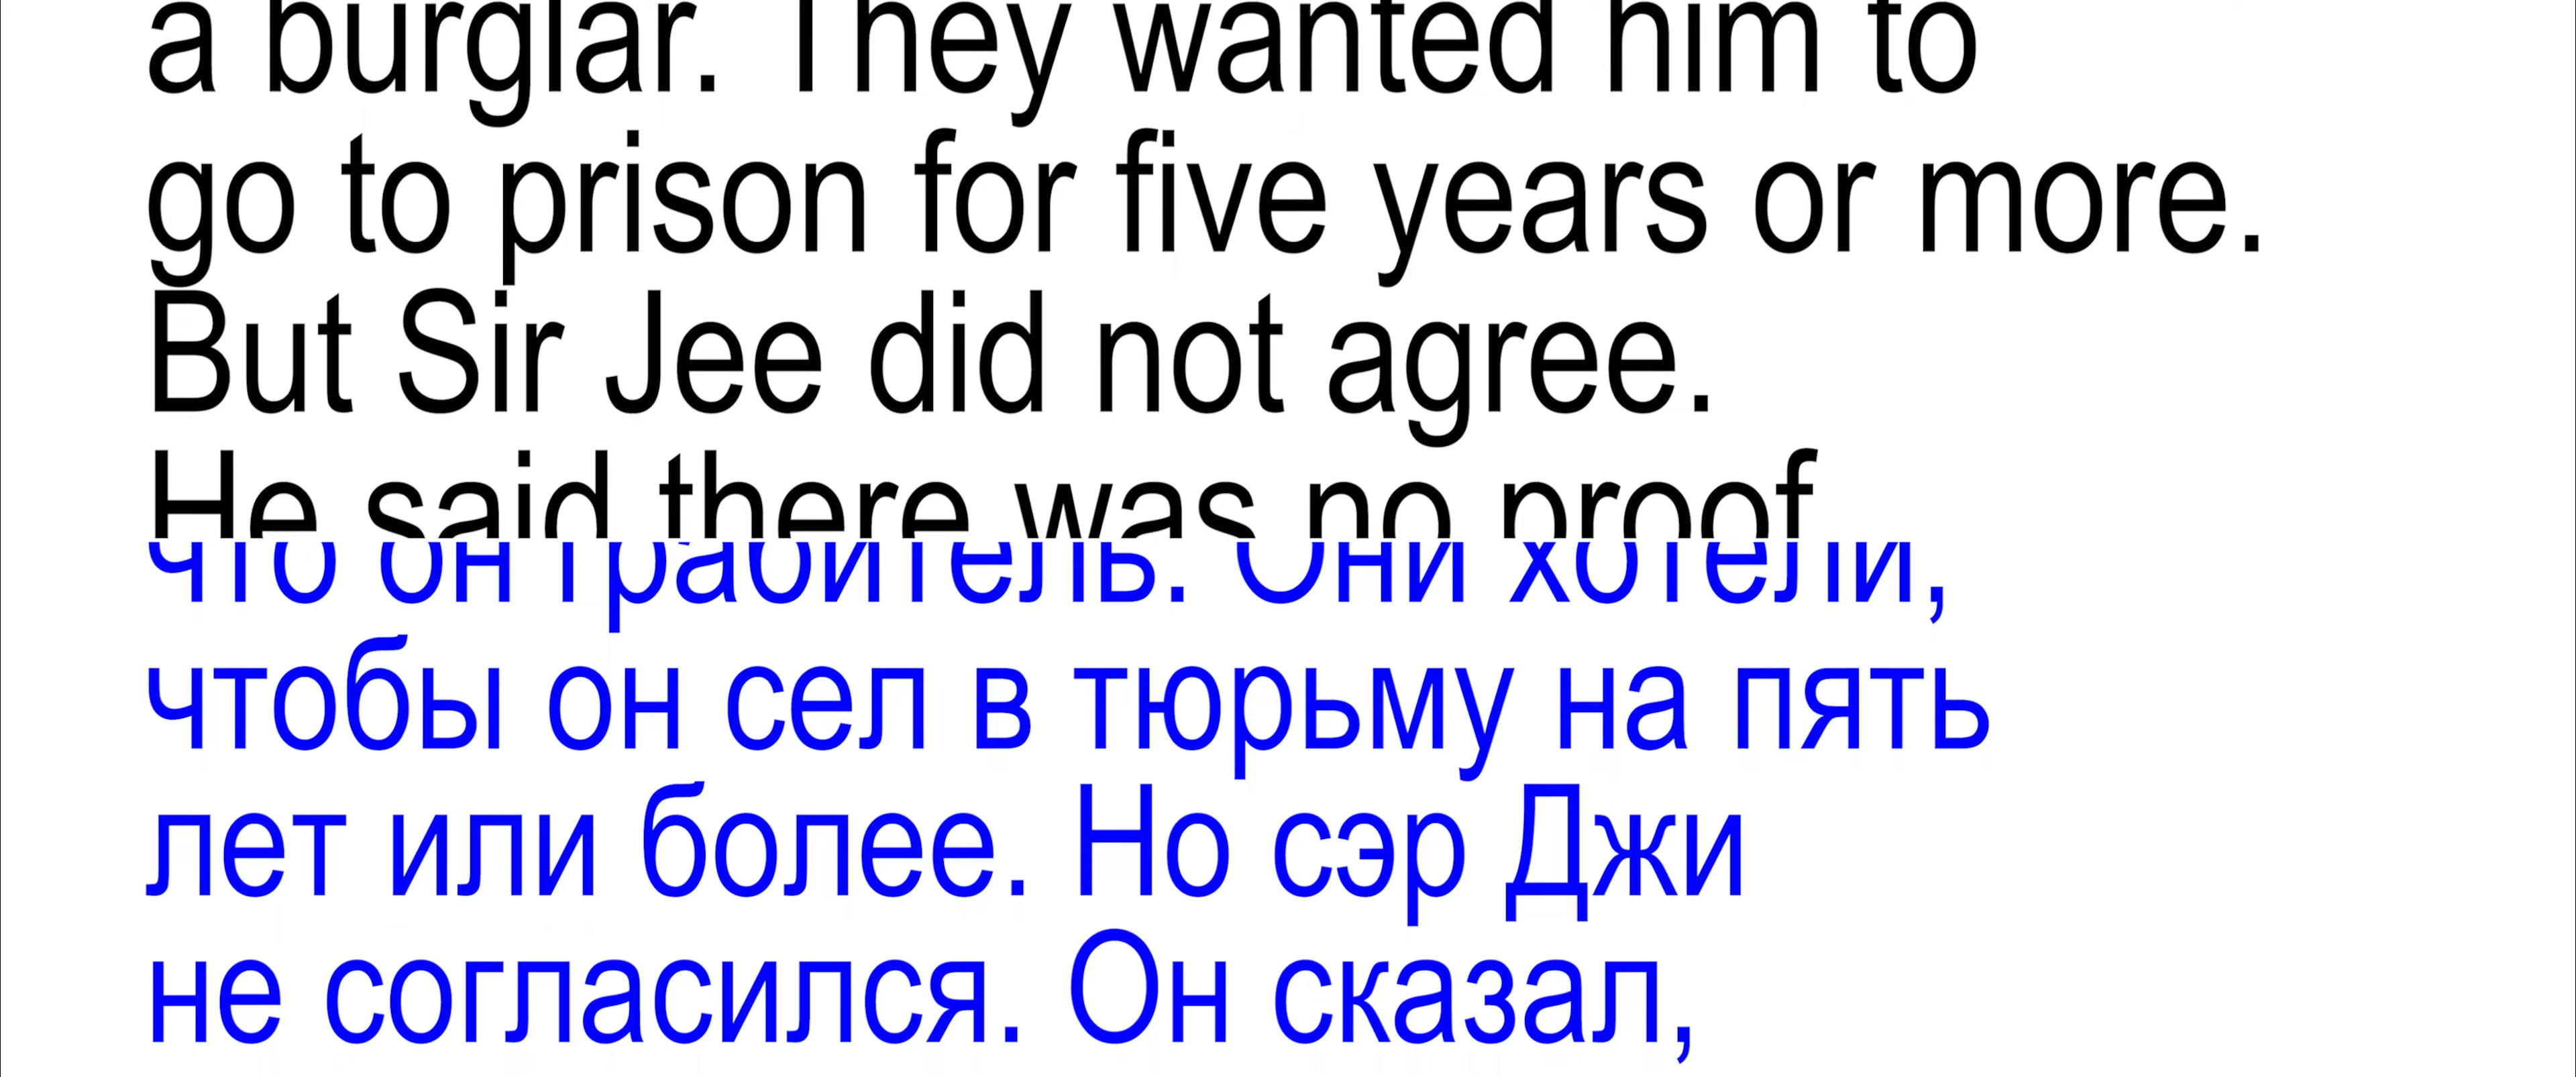 a burglar. They wanted him to
go to prison for five years or more.
But Sir Jee did not agree.
He said there was no proof
что он грабитель. Они хотели,
чтобы он сел в тюрьму на пять
лет или более. Но сэр Джи
не согласился. Он сказал,